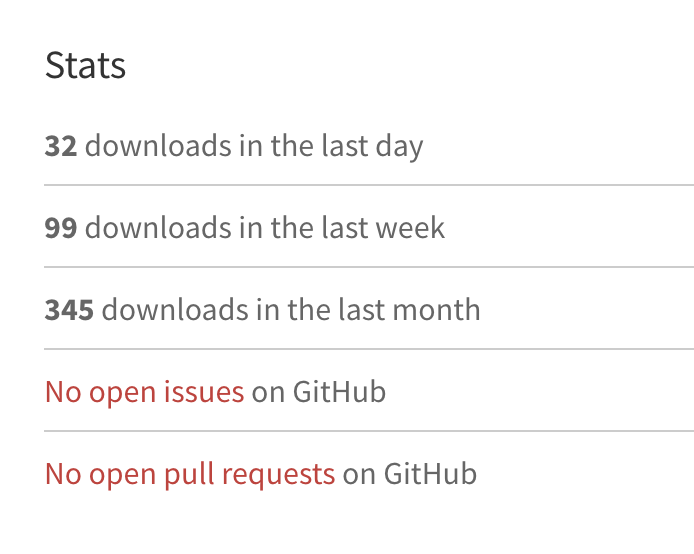 Stats
32 downloads in the last day
99 downloads in the last week
345 downloads in the last month
No open issues on GitHub
No open pull requests on GitHub